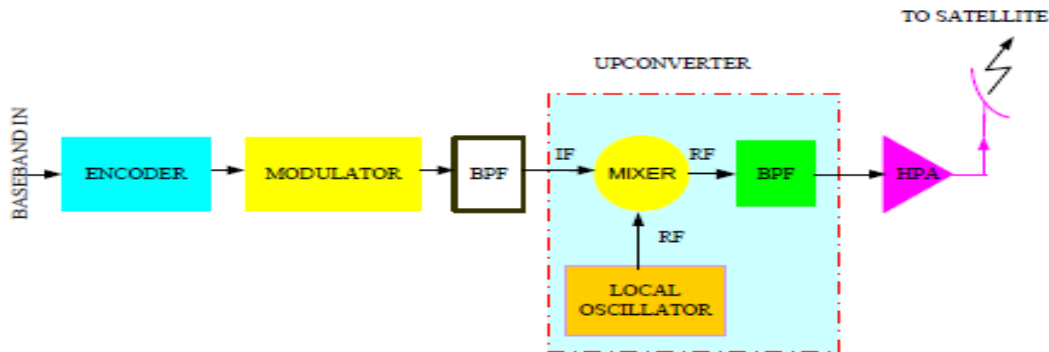 TO SATELLITE
UPCONVERTER
BASEBAND IN
ENCODER
MODULATOR
BPF
IF
MIXER
RF
BPF
HPA
RF
LOCAL
OSCILLATOR